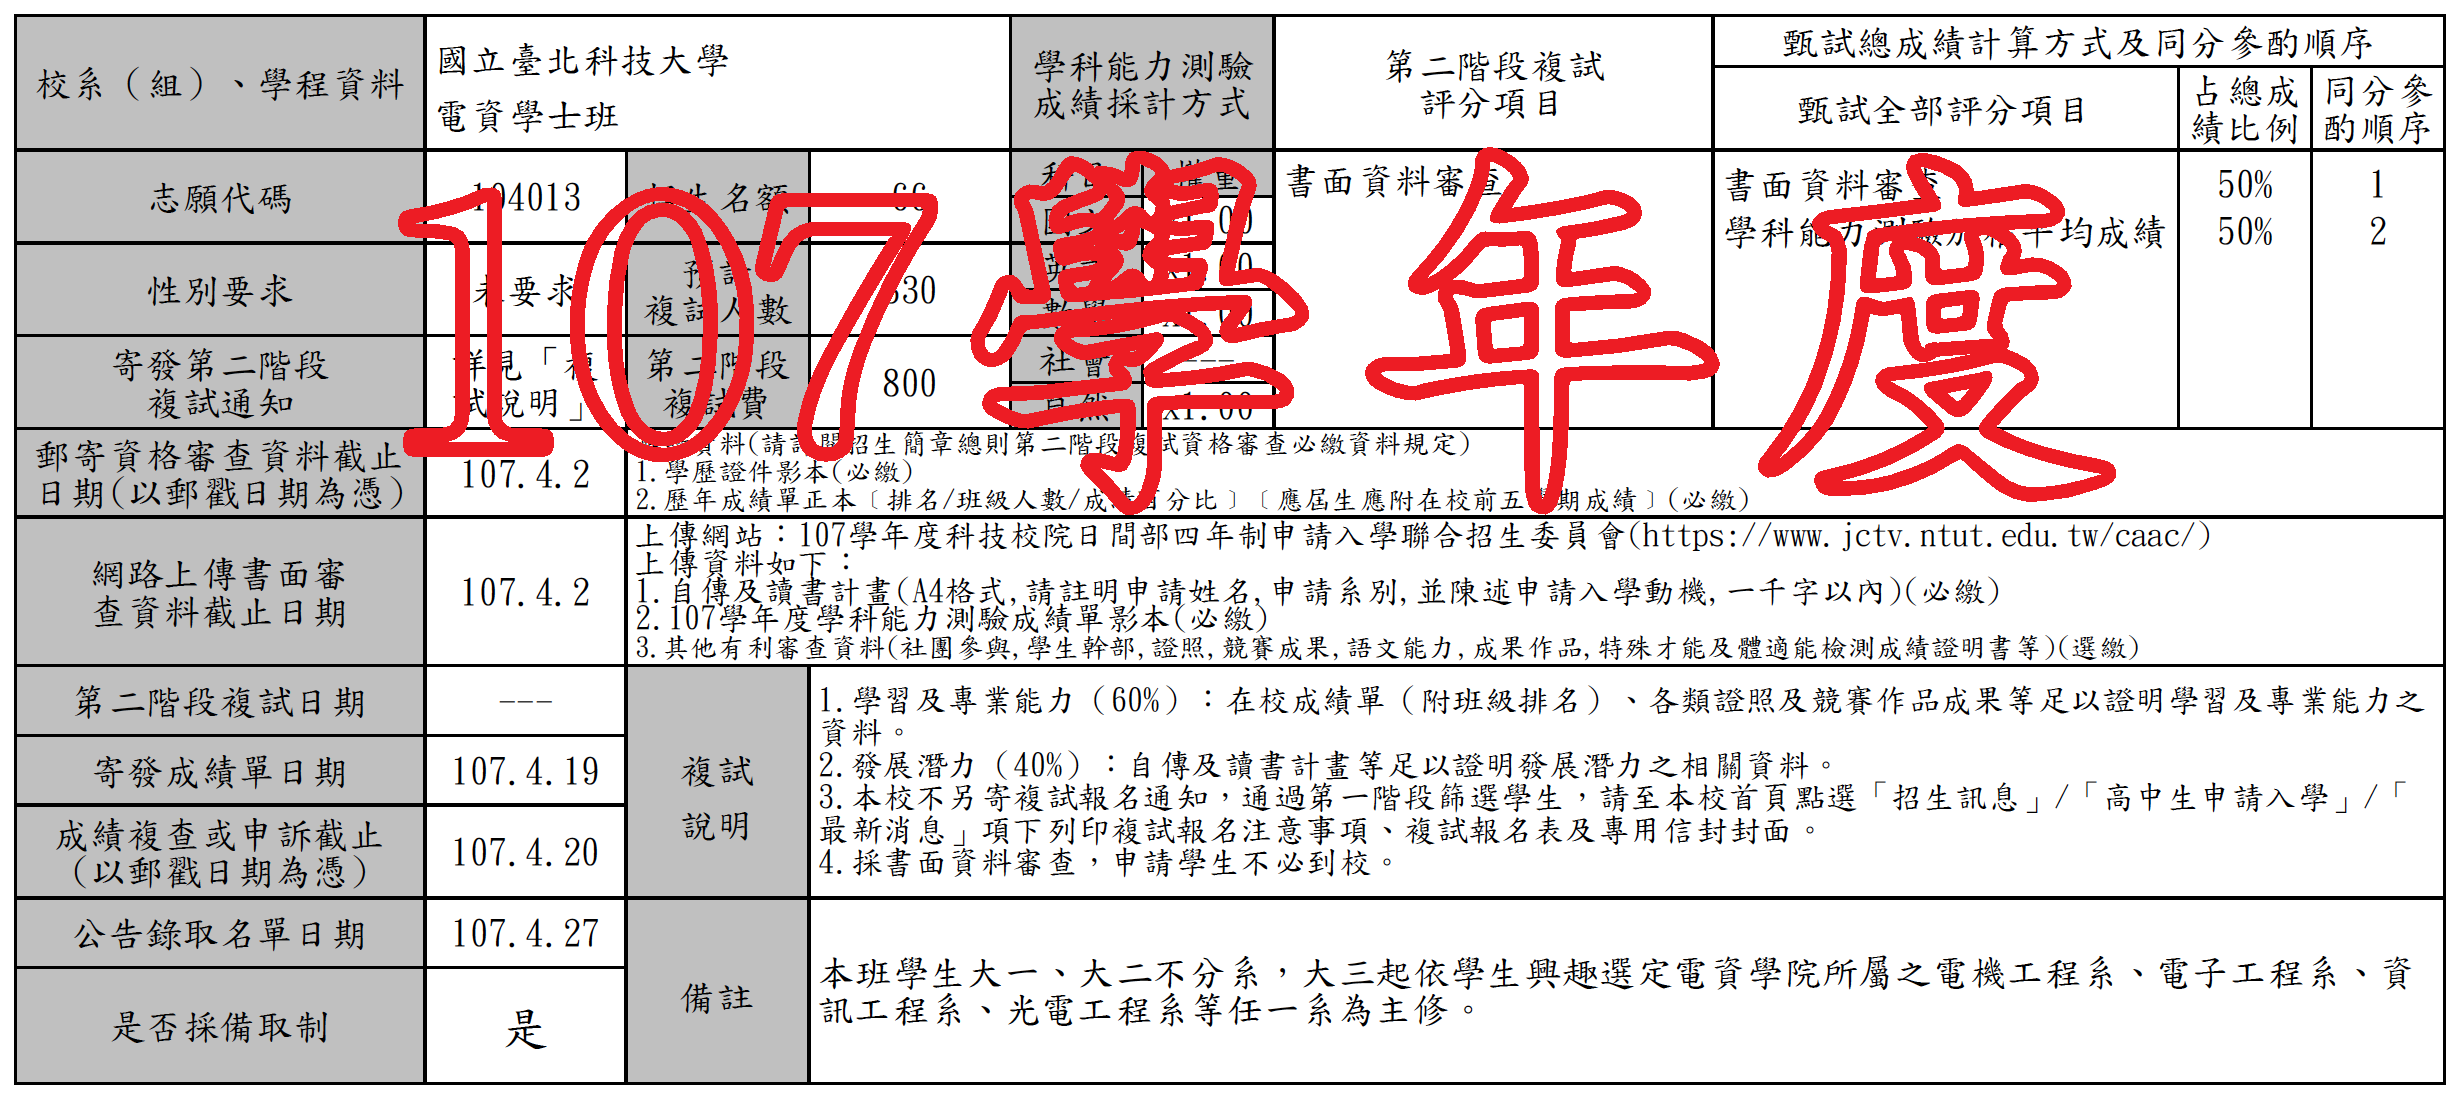 校系（組）、學程資料
國立臺北科技大學
電資學士班
學科能力測驗
成績採計方式
第二階段複試
評分項目
甄試總成績計算方式及同分參酌順序
甄試全部評分項目
占總成
績比例
同分參
酌順序
107學年度
志願代碼
104013
名額
66
書面資料審查
書面資料審查
50%
1
學科能力測驗 平均成績
50%
2
性別要求
未要求
複試人數
數學
寄發第二階段
複試通知
詳見「複
試說明」
第二階段
複試費
800
社會
---
自然
x1.00
郵寄資格審查資料截止
日期(以郵戳日期為憑)
107.4.2
資料(請 招生簡章總則第二階段複試資格審查必繳資料規定)
1.學歷證件影本(必繳)
2.歷年成績單正本﹝排名/班級人數/成績百分比﹞﹝應屆生應附在校前五學期成績﹞(必繳)
網路上傳書面審
查資料截止日期
107.4.2
上傳網站：107學年度科技校院日間部四年制申請入學聯合招生委員會(https://www.jctv.ntut.edu.tw/caac/)
上傳資料如下：
1.自傳及讀書計畫(A4格式,請註明申請姓名,申請系別,並陳述申請入學動機,一千字以內)(必繳)
2.107學年度學科能力測驗成績單影本(必繳)
3.其他有利審查資料(社團參與,學生幹部,證照,競賽成果,語文能力,成果作品,特殊才能及體適能檢測成績證明書等)(選繳)
第二階段複試日期
---
寄發成績單日期
107.4.19
成績複查或申訴截止
（以郵戳日期為憑）
107.4.20
複試
說明
1.學習及專業能力（60%）：在校成績單（附班級排名）、各類證照及競賽作品成果等足以證明學習及專業能力之
資料。
2.發展潛力（40%）：自傳及讀書計畫等足以證明發展潛力之相關資料。
3.本校不另寄複試報名通知，通過第一階段篩選學生，請至本校首頁點選「招生訊息」/「高中生申請入學」/「
最新消息」項下列印複試報名注意事項、複試報名表及專用信封封面。
4.採書面資料審查，申請學生不必到校。
公告錄取名單日期
107.4.27
是否採備取制
是
備註
本班學生大一、大二不分系，大三起依學生興趣選定電資學院所屬之電機工程系、電子工程系、資
訊工程系、光電工程系等任一系為主修。